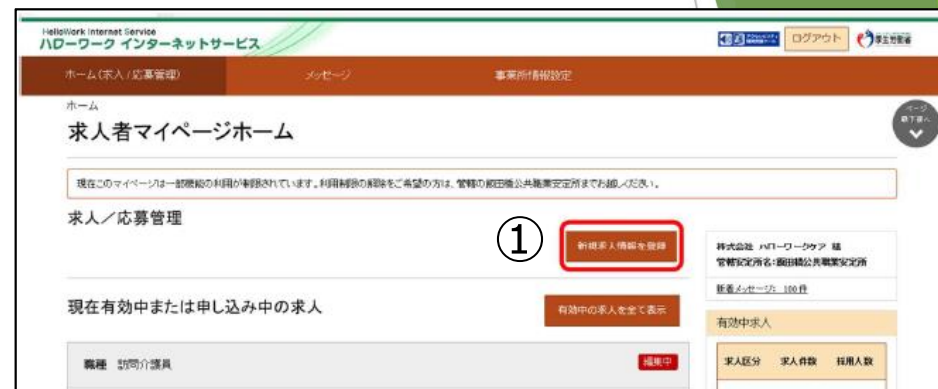 HelloWork Internet Service
ハローワーク インターネットサービス
ログアウト
厚生労働省
ホーム(求人/応募管理)
メッセージ
事業所情報設定
ホーム
求人者マイページホーム
ページ
最下部へ
現在このマイページは一部機能の利用が制限されています。利用制限の解除をご希望の方は、管轄の飯田橋公共職業安定所までお越しください。
求人/応募管理
①
新規求人情報を登録
株式会社 ハローワークケア 様
管轄安定所名:飯田橋公共職業安定所
新着メッセージ: 100件
現在有効中または申し込み中の求人
有効中の求人を全て表示
有効中求人
職種 訪問介護員
編集中
求人区分 求人件数 採用人数